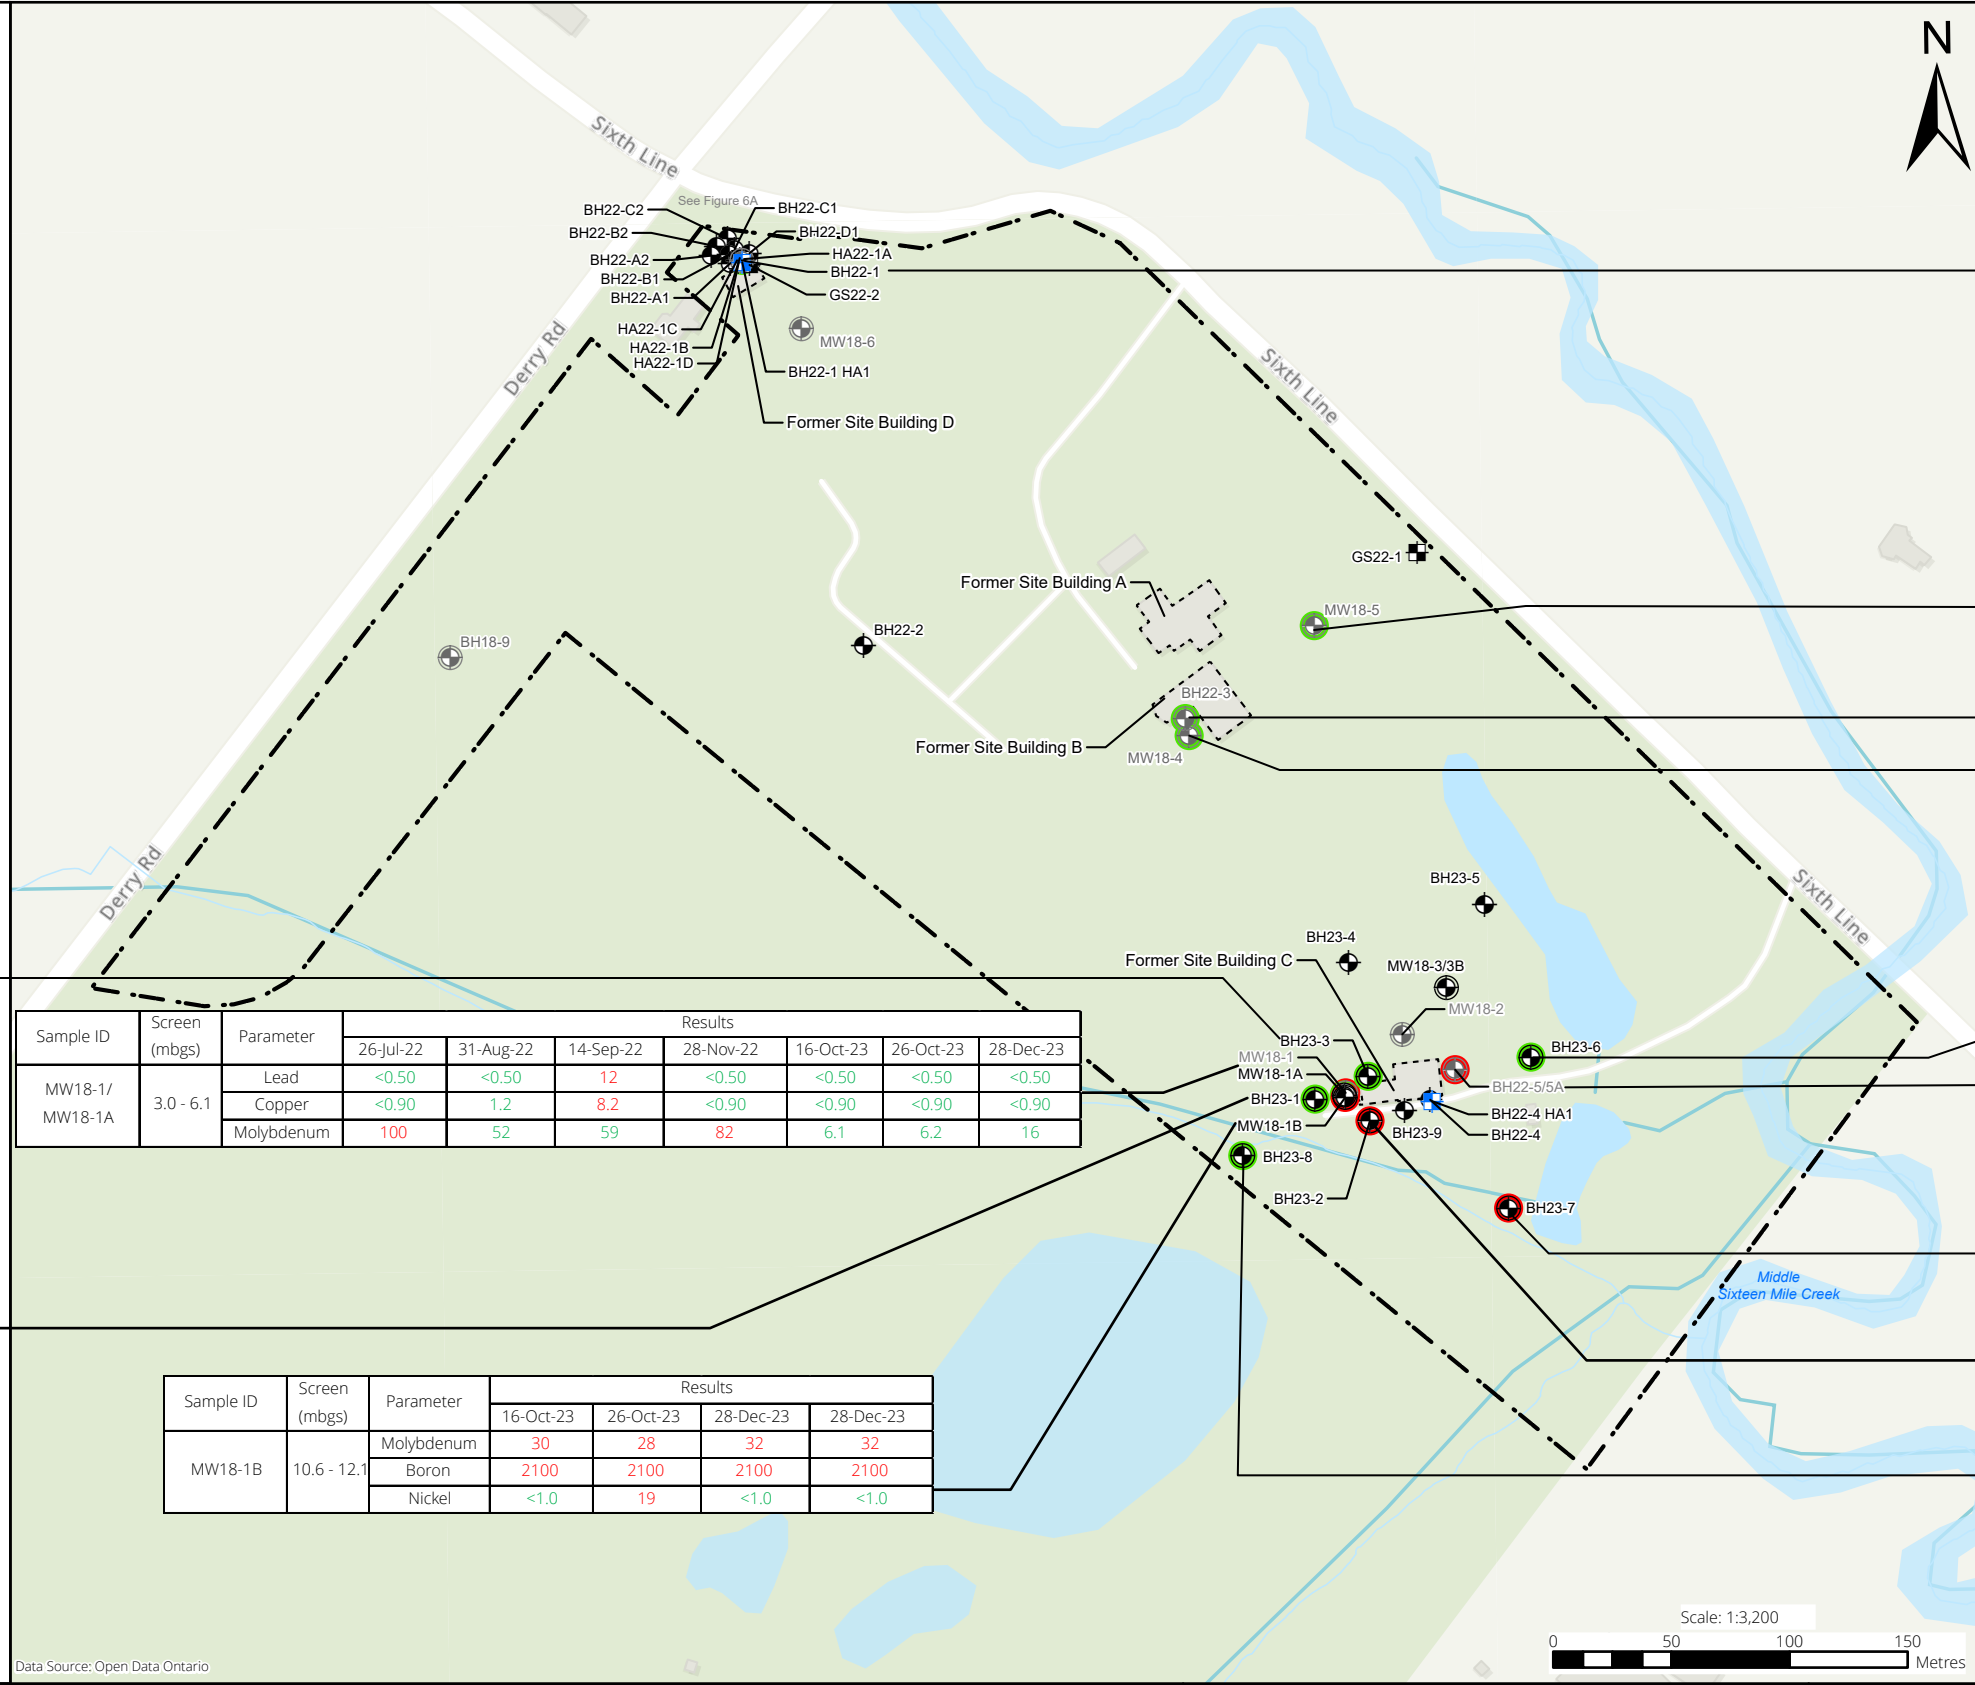 N
Sixth Line
See Figure 6A
BH22-C2
BH22-C1
BH22-B2
BH22-D1
BH22-A2
HA22-1A
BH22-B1
BH22-1
BH22-A1
GS22-2
HA22-1C
HA22-1B
HA22-1D
MW18-6
BH22-1 HA1
Former Site Building D
Derry Rd
Sixth Line
GS22-1
Former Site Building A
MW18-5
BH22-2
BH18-9
BH22-3
Former Site Building B
MW18-4
Derry Rd
Sixth Line
BH23-5
BH23-4
Former Site Building C
MW18-3/3B
MW18-2
BH23-3
MW18-1
MW18-1A
BH23-6
BH22-5/5A
BH23-1
BH22-4 HA1
MW18-1B
BH23-9
BH22-4
BH23-8
BH23-2
BH23-7
Middle
Sixteen Mile Creek
Sample ID Screen (mbgs) Parameter Results
26-Jul-22 31-Aug-22 14-Sep-22 28-Nov-22 16-Oct-23 26-Oct-23 28-Dec-23
MW18-1/ MW18-1A 3.0 - 6.1
Lead <0.50 <0.50 12 <0.50 <0.50 <0.50 <0.50
Copper <0.90 1.2 8.2 <0.90 <0.90 <0.90 <0.90
Molybdenum 100 52 59 82 6.1 6.2 16
Sample ID Screen (mbgs) Parameter Results
16-Oct-23 26-Oct-23 28-Dec-23 28-Dec-23
MW18-1B 10.6 - 12.1
Molybdenum 30 28 32 32
Boron 2100 2100 2100 2100
Nickel <1.0 19 <1.0 <1.0
Scale: 1:3,200
0 50 100 150
Metres
Data Source: Open Data Ontario